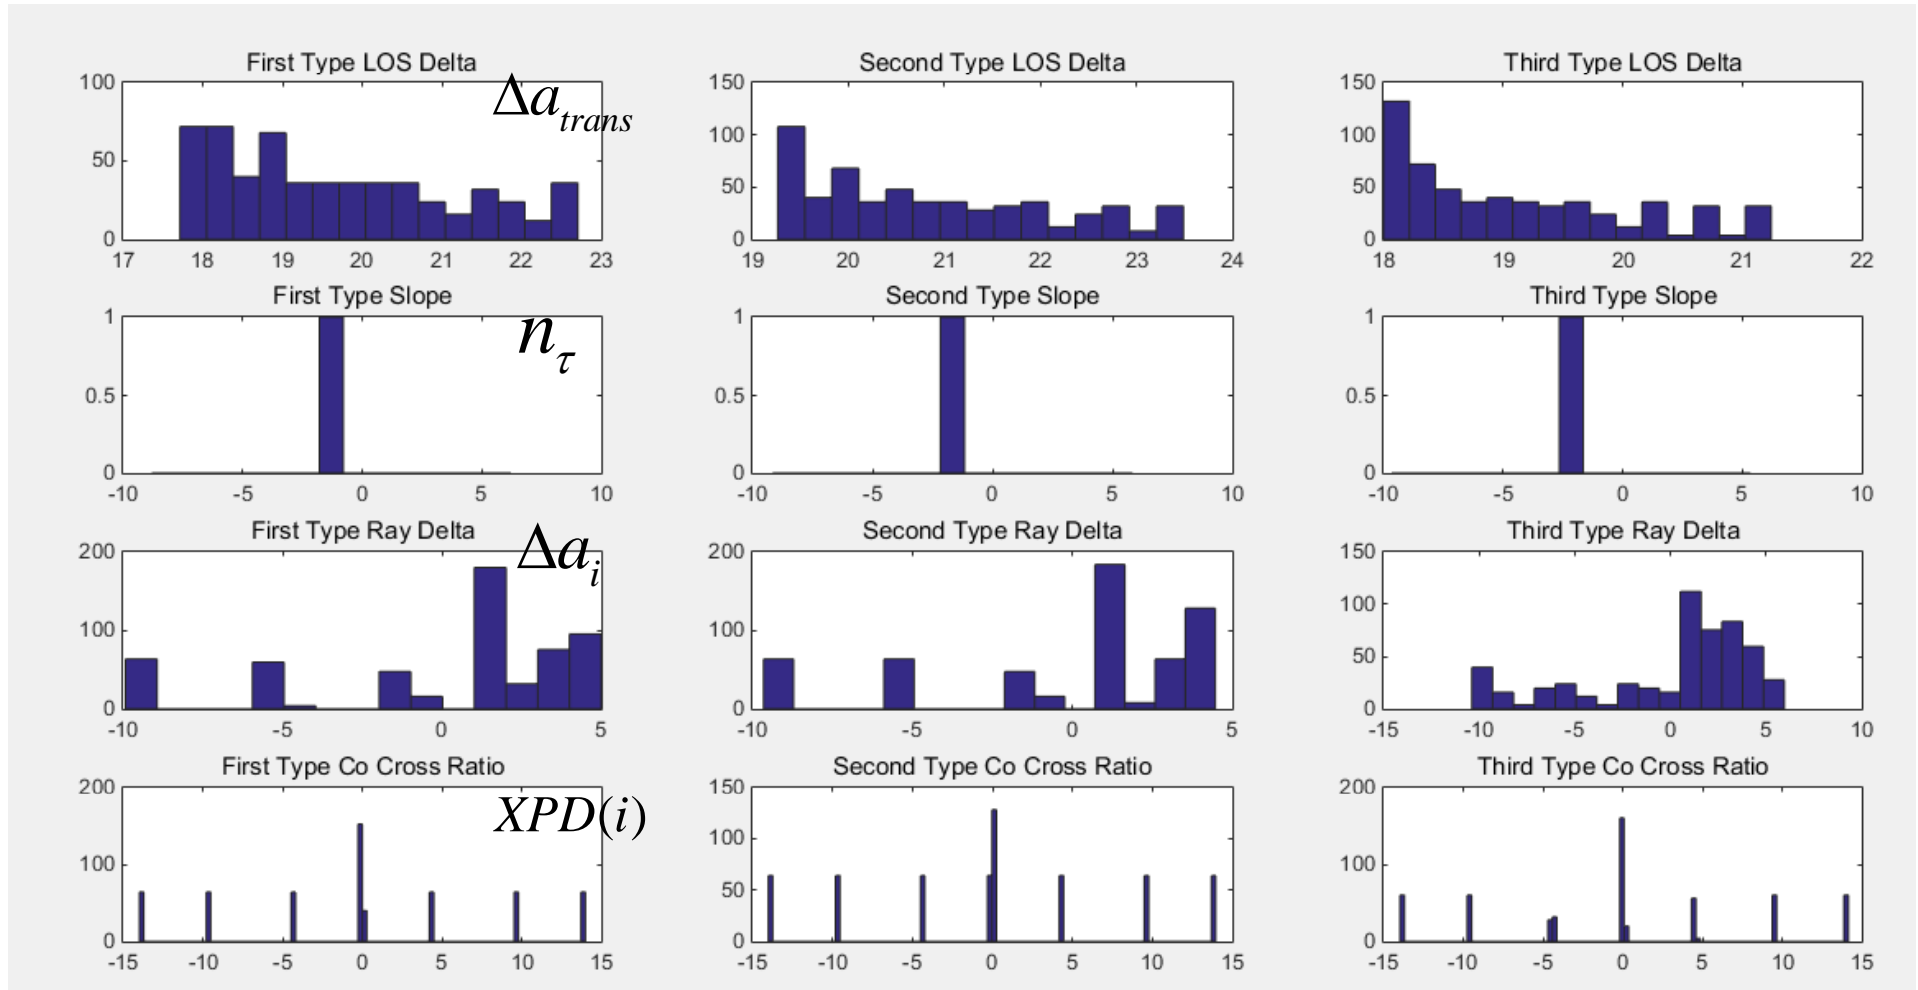 First Type LOS Delta
Second Type LOS Delta
Third Type LOS Delta
Δa_trans
100
50
0
17 18 19 20 21 22 23
150
100
50
0
19 20 21 22 23 24
150
100
50
0
18 19 20 21 22
First Type Slope
Second Type Slope
Third Type Slope
n_τ
1
0.5
0
-10 -5 0 5 10
1
0.5
0
-10 -5 0 5 10
1
0.5
0
-10 -5 0 5 10
First Type Ray Delta
Second Type Ray Delta
Third Type Ray Delta
Δa_i
200
100
0
-10 -5 0 5
200
100
0
-10 -5 0 5
150
100
50
0
-15 -10 -5 0 5 10
First Type Co Cross Ratio
Second Type Co Cross Ratio
Third Type Co Cross Ratio
XPD(i)
200
100
0
-15 -10 -5 0 5 10 15
150
100
50
0
-15 -10 -5 0 5 10 15
200
100
0
-15 -10 -5 0 5 10 15